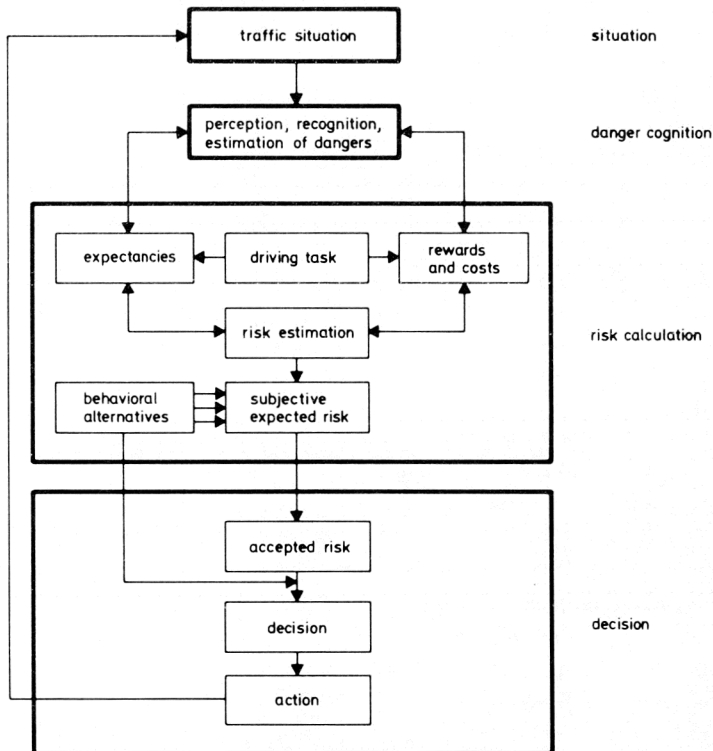 traffic situation
situation
perception, recognition,
estimation of dangers
danger cognition
expectancies
driving task
rewards
and costs
risk estimation
risk calculation
behavioral
alternatives
subjective
expected risk
accepted risk
decision
decision
action